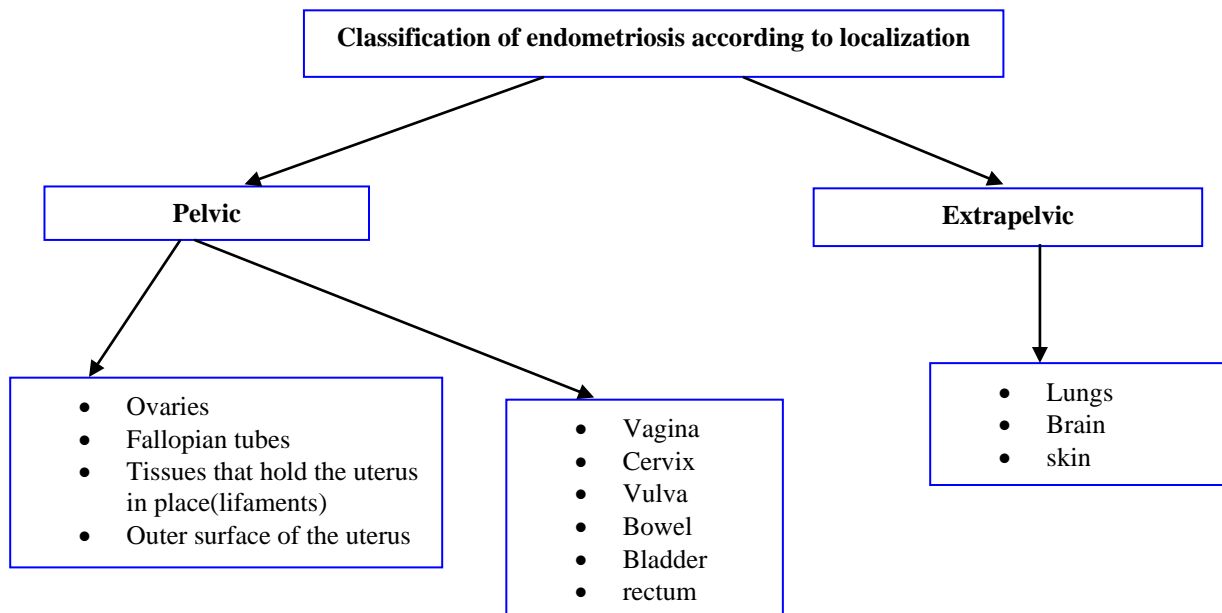 Classification of endometriosis according to localization
Pelvic
Extrapelvic
• Ovaries
• Fallopian tubes
• Tissues that hold the uterus
in place(lifaments)
• Outer surface of the uterus
• Vagina
• Cervix
• Vulva
• Bowel
• Bladder
• rectum
• Lungs
• Brain
• skin